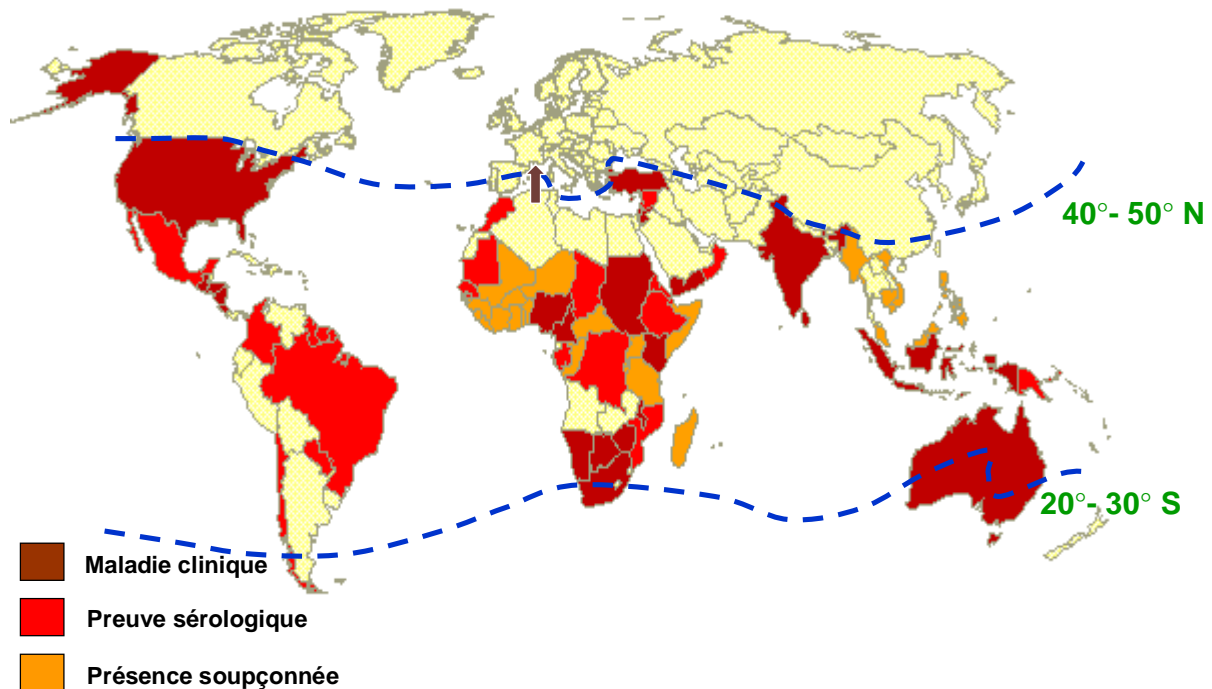 40°- 50° N
20°- 30° S
Maladie clinique
Preuve sérologique
Présence soupçonnée